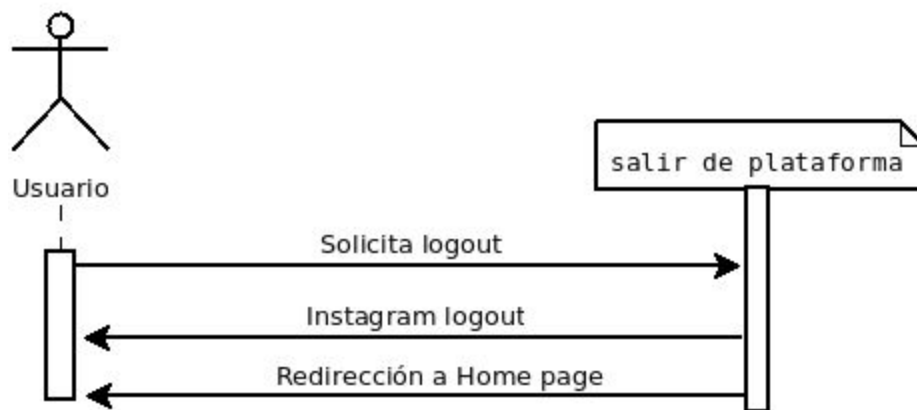 salir de plataforma
Usuario
Solicita logout
Instagram logout
Redirección a Home page